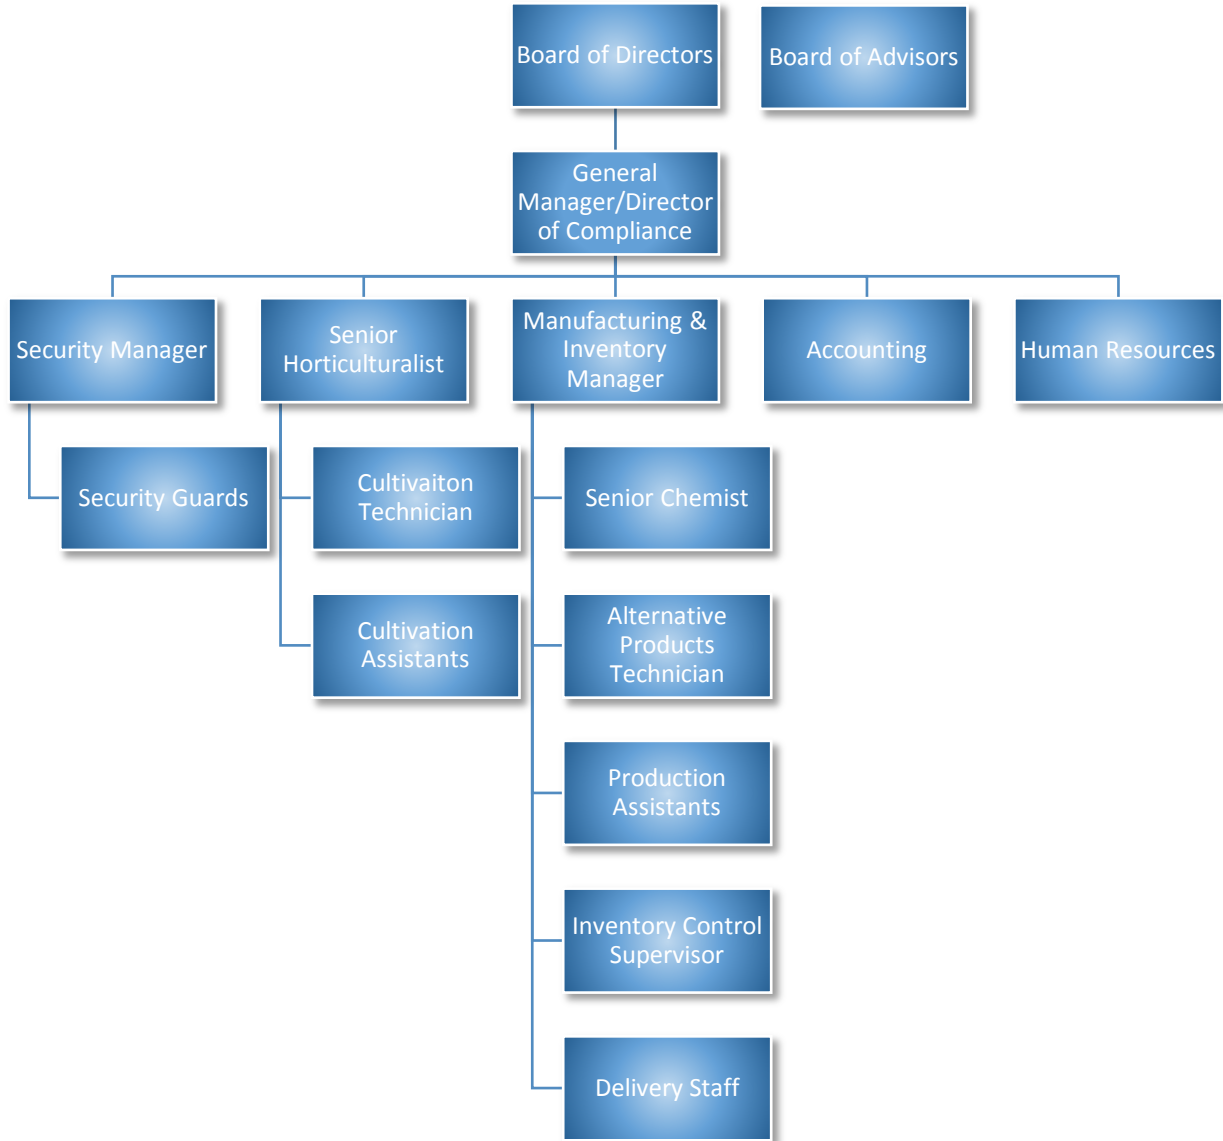 Board of Directors
Board of Advisors
General
Manager/Director
of Compliance
Security Manager
Senior
Horticulturalist
Manufacturing &
Inventory
Manager
Accounting
Human Resources
Security Guards
Cultivaiton
Technician
Senior Chemist
Cultivation
Assistants
Alternative
Products
Technician
Production
Assistants
Inventory Control
Supervisor
Delivery Staff